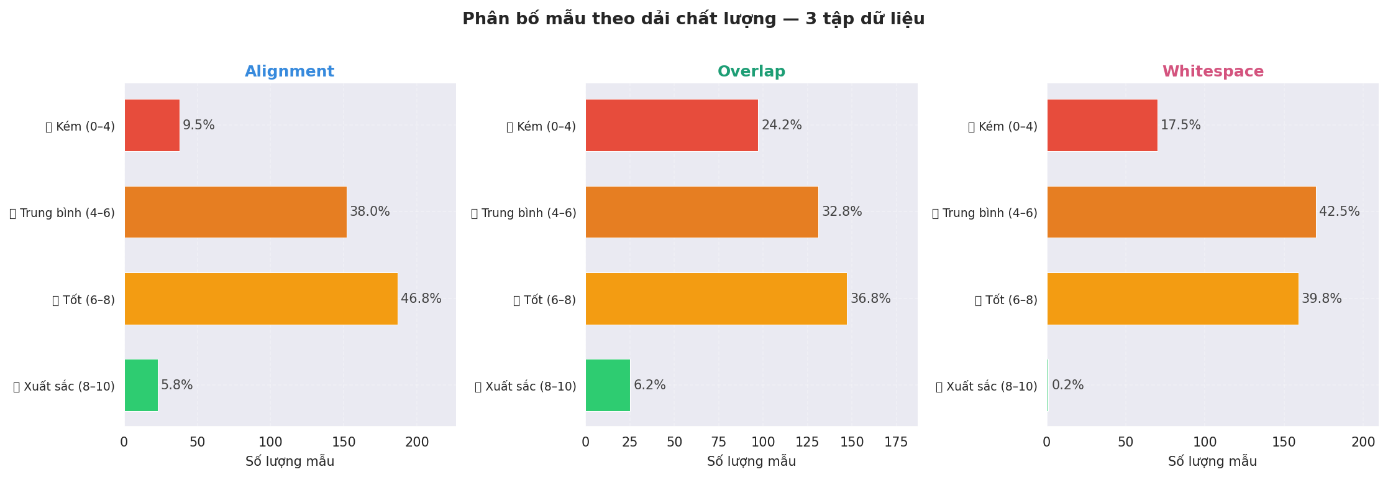 Phân bố mẫu theo dải chất lượng — 3 tập dữ liệu
Alignment
▯ Kém (0–4)
9.5%
▯ Trung bình (4–6)
38.0%
▯ Tốt (6–8)
46.8%
▯ Xuất sắc (8–10)
5.8%
0 50 100 150 200
Số lượng mẫu
Overlap
▯ Kém (0–4)
24.2%
▯ Trung bình (4–6)
32.8%
▯ Tốt (6–8)
36.8%
▯ Xuất sắc (8–10)
6.2%
0 25 50 75 100 125 150 175
Số lượng mẫu
Whitespace
▯ Kém (0–4)
17.5%
▯ Trung bình (4–6)
42.5%
▯ Tốt (6–8)
39.8%
▯ Xuất sắc (8–10)
0.2%
0 50 100 150 200
Số lượng mẫu